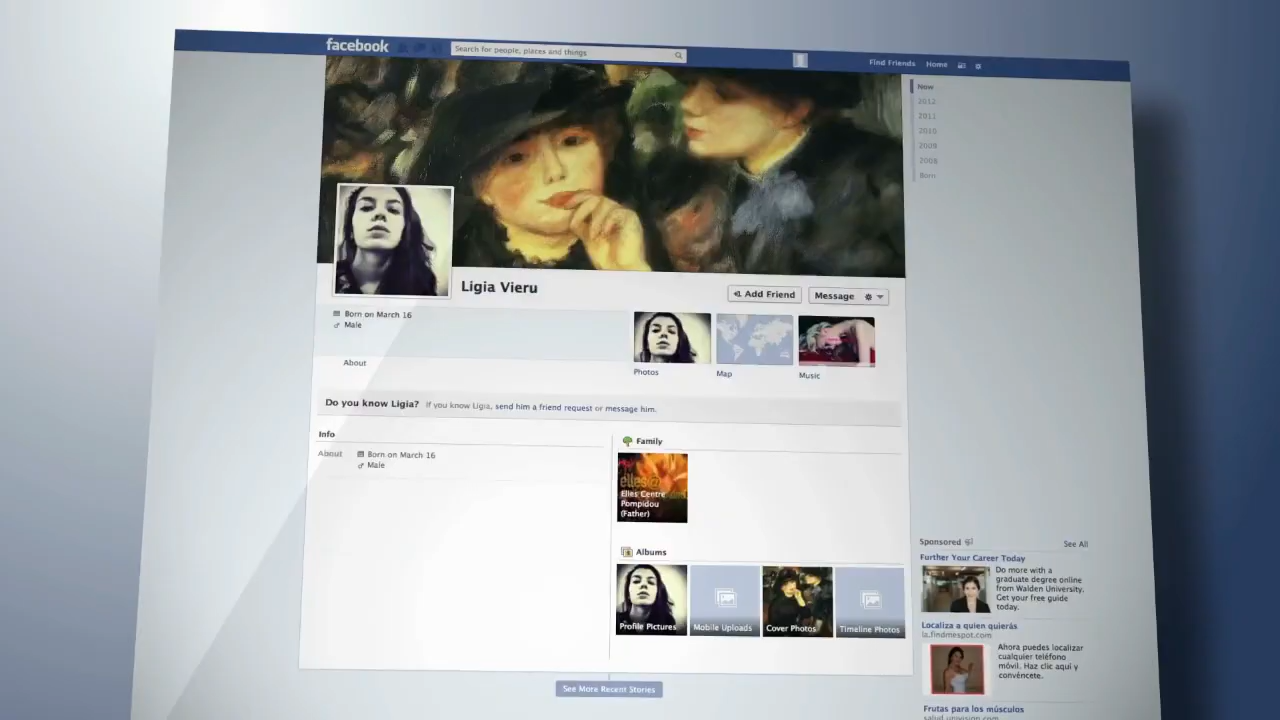 facebook
Search for people, places and things
Find Friends
Home
Now
2012
2011
2010
2009
2008
Born
Ligia Vieru
Add Friend
Message
Born on March 16
Male
About
Photos
Map
Music
Do you know Ligia? If you know Ligia, send him a friend request or message him.
Info
About
Born on March 16
Male
Family
elles@
Elles Centre
Pompidou
(Father)
Albums
Profile Pictures
Mobile Uploads
Cover Photos
Timeline Photos
See More Recent Stories
Sponsored
See All
Further Your Career Today
Do more with a
graduate degree online
from Walden University.
Get your free guide
today.
Localiza a quien quierás
la.findmespot.com
Ahora puedes localizar
cualquier teléfono
móvil. Haz clic aquí y
convéncete.
Frutas para los músculos
salud.univision.com